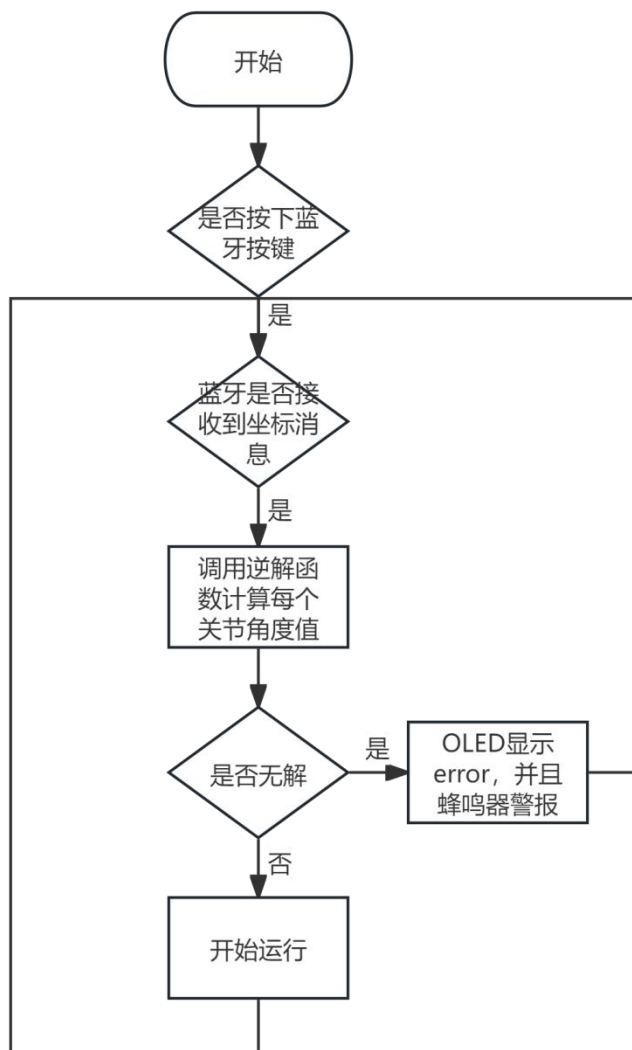 开始
是否按下蓝
牙按键
是
蓝牙是否接
收到坐标消
息
是
调用逆解函
数计算每个
关节角度值
是否无解
是
OLED显示
error，并且
蜂鸣器警报
否
开始运行